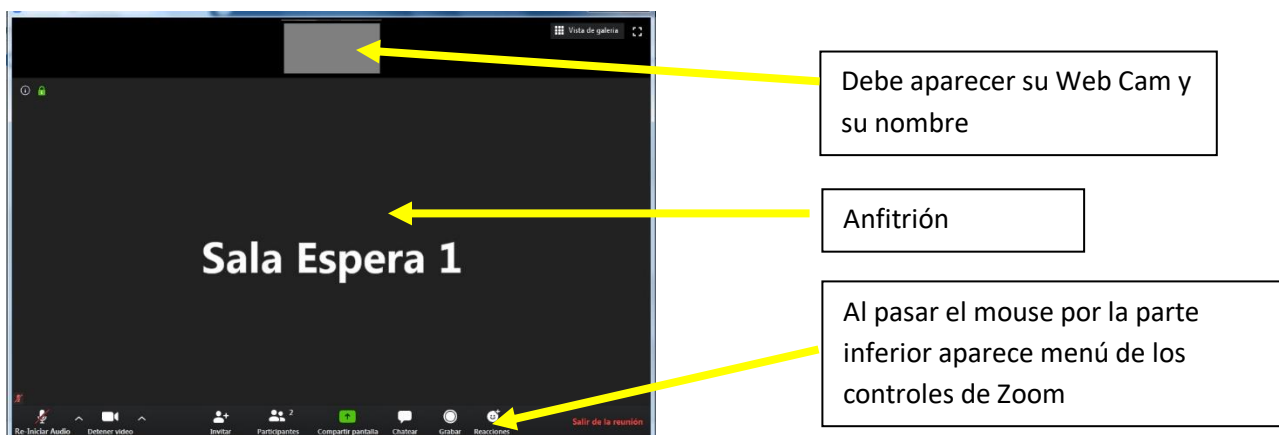 Vista de galería
Debe aparecer su Web Cam y
su nombre
Anfitrión
Sala Espera 1
Al pasar el mouse por la parte
inferior aparece menú de los
controles de Zoom
2
Re-Iniciar Audio Detener video Invitar Participantes Compartir pantalla Chatear Grabar Reacciones Salir de la reunión